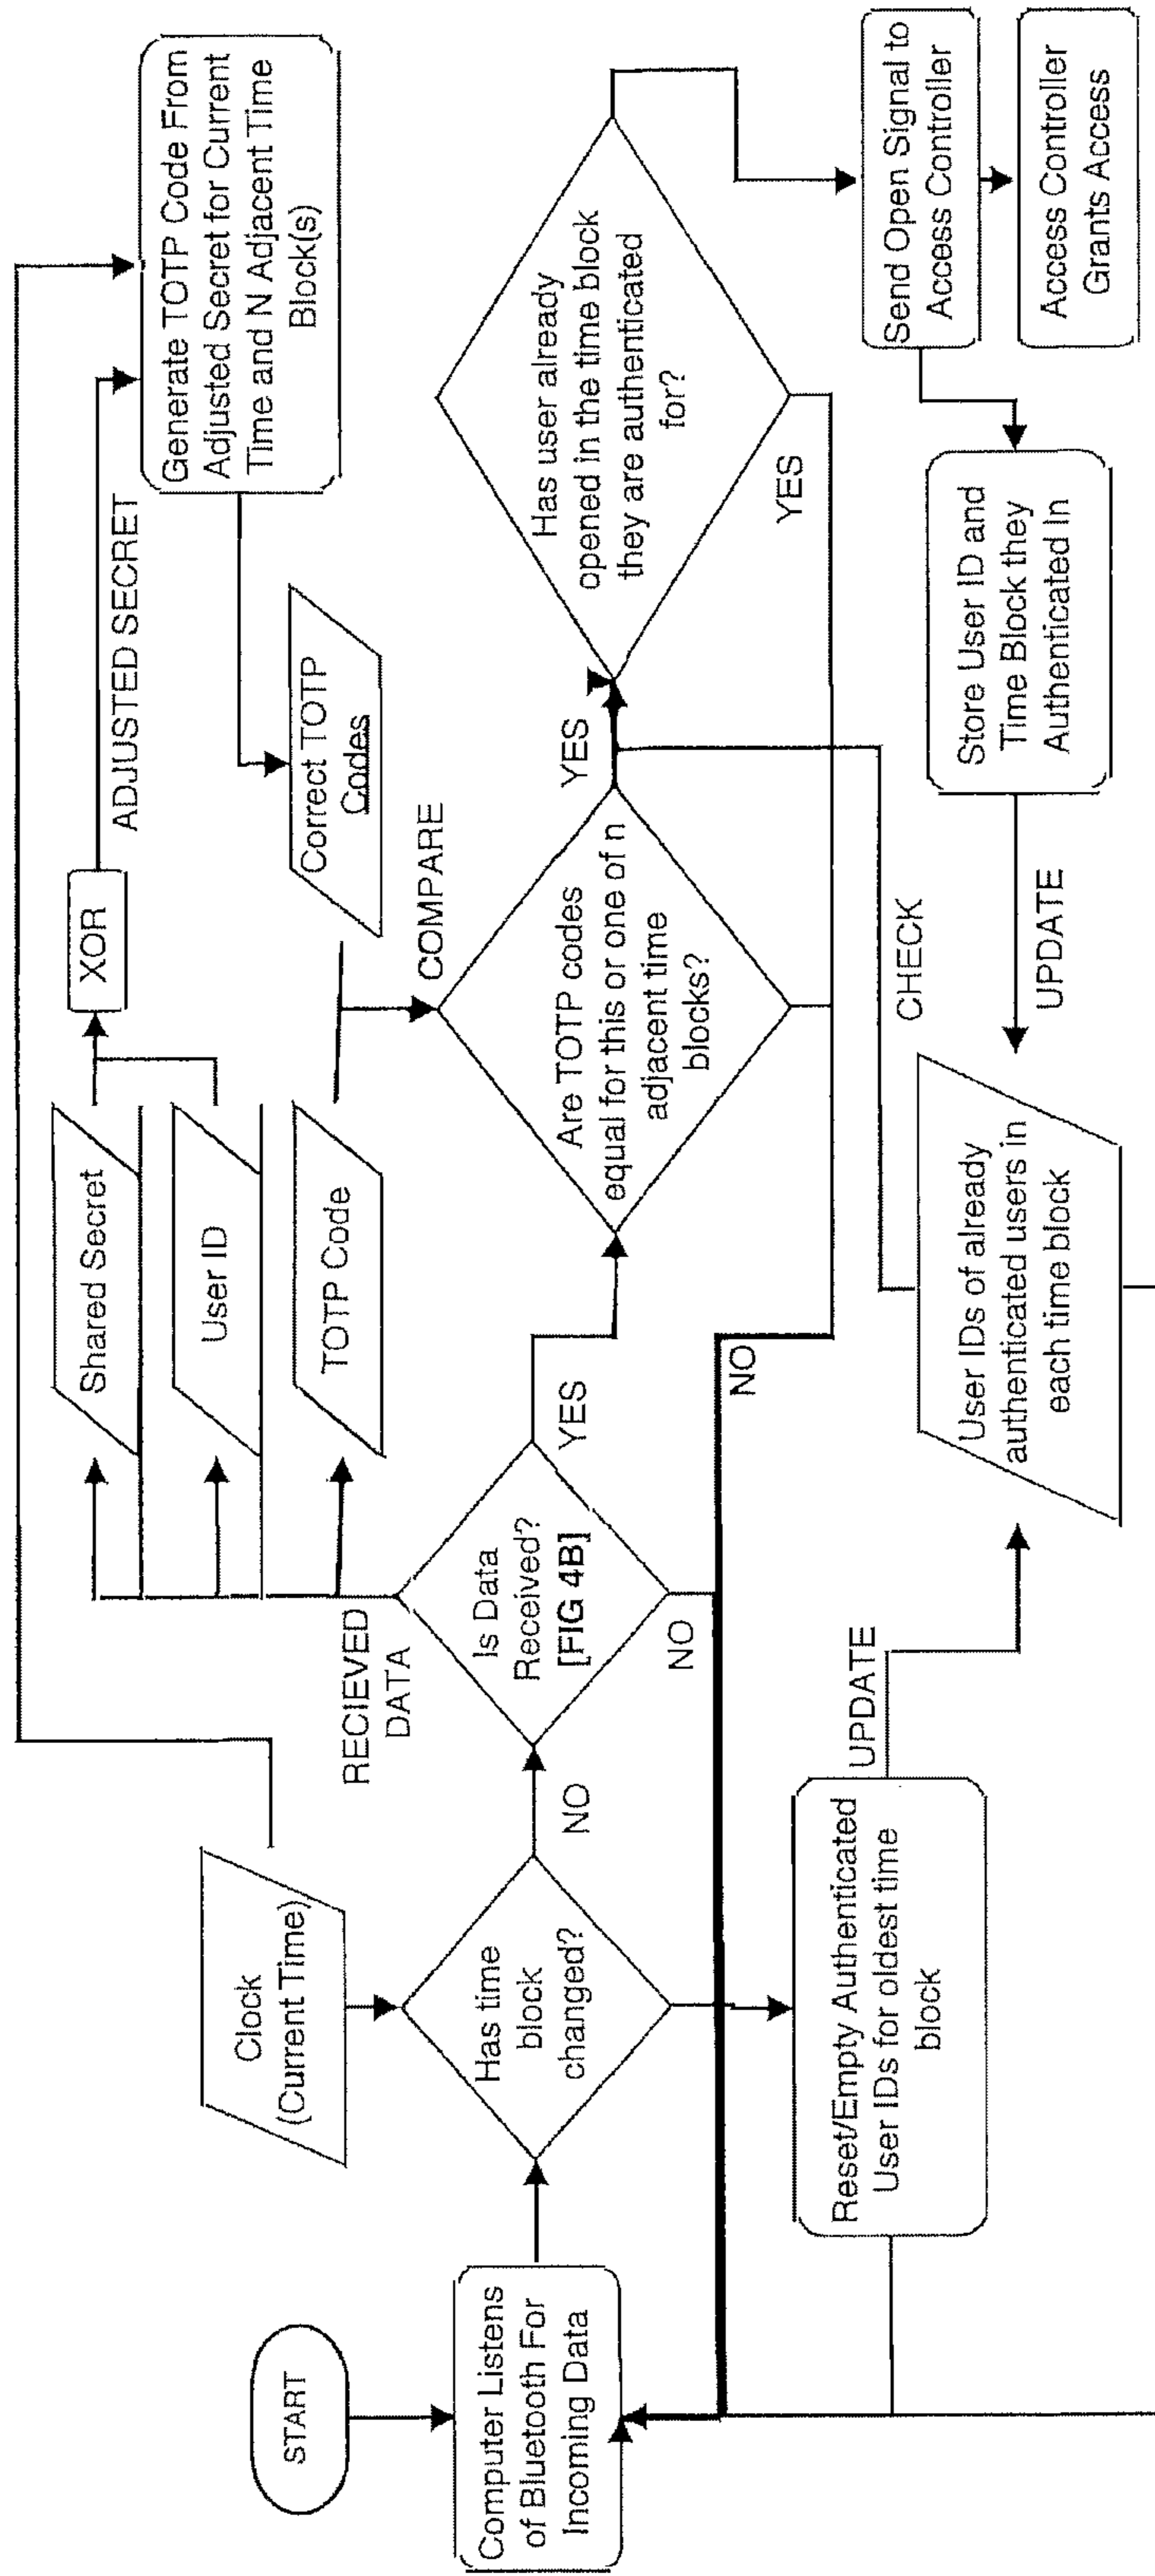 START
Computer Listens
of Bluetooth For
Incoming Data
Clock
(Current Time)
Has time
block
changed?
NO
Reset/Empty Authenticated
User IDs for oldest time
block
UPDATE
RECIEVED
DATA
Is Data
Received?
[FIG 4B]
NO
YES
Shared Secret
User ID
TOTP Code
XOR
ADJUSTED SECRET
Generate TOTP Code From
Adjusted Secret for Current
Time and N Adjacent Time
Block(s)
Correct TOTP
Codes
COMPARE
Are TOTP codes
equal for this or one of n
adjacent time
blocks?
NO
YES
Has user already
opened in the time block
they are authenticated
for?
YES
CHECK
User IDs of already
authenticated users in
each time block
UPDATE
Store User ID and
Time Block they
Authenticated In
Send Open Signal to
Access Controller
Access Controller
Grants Access